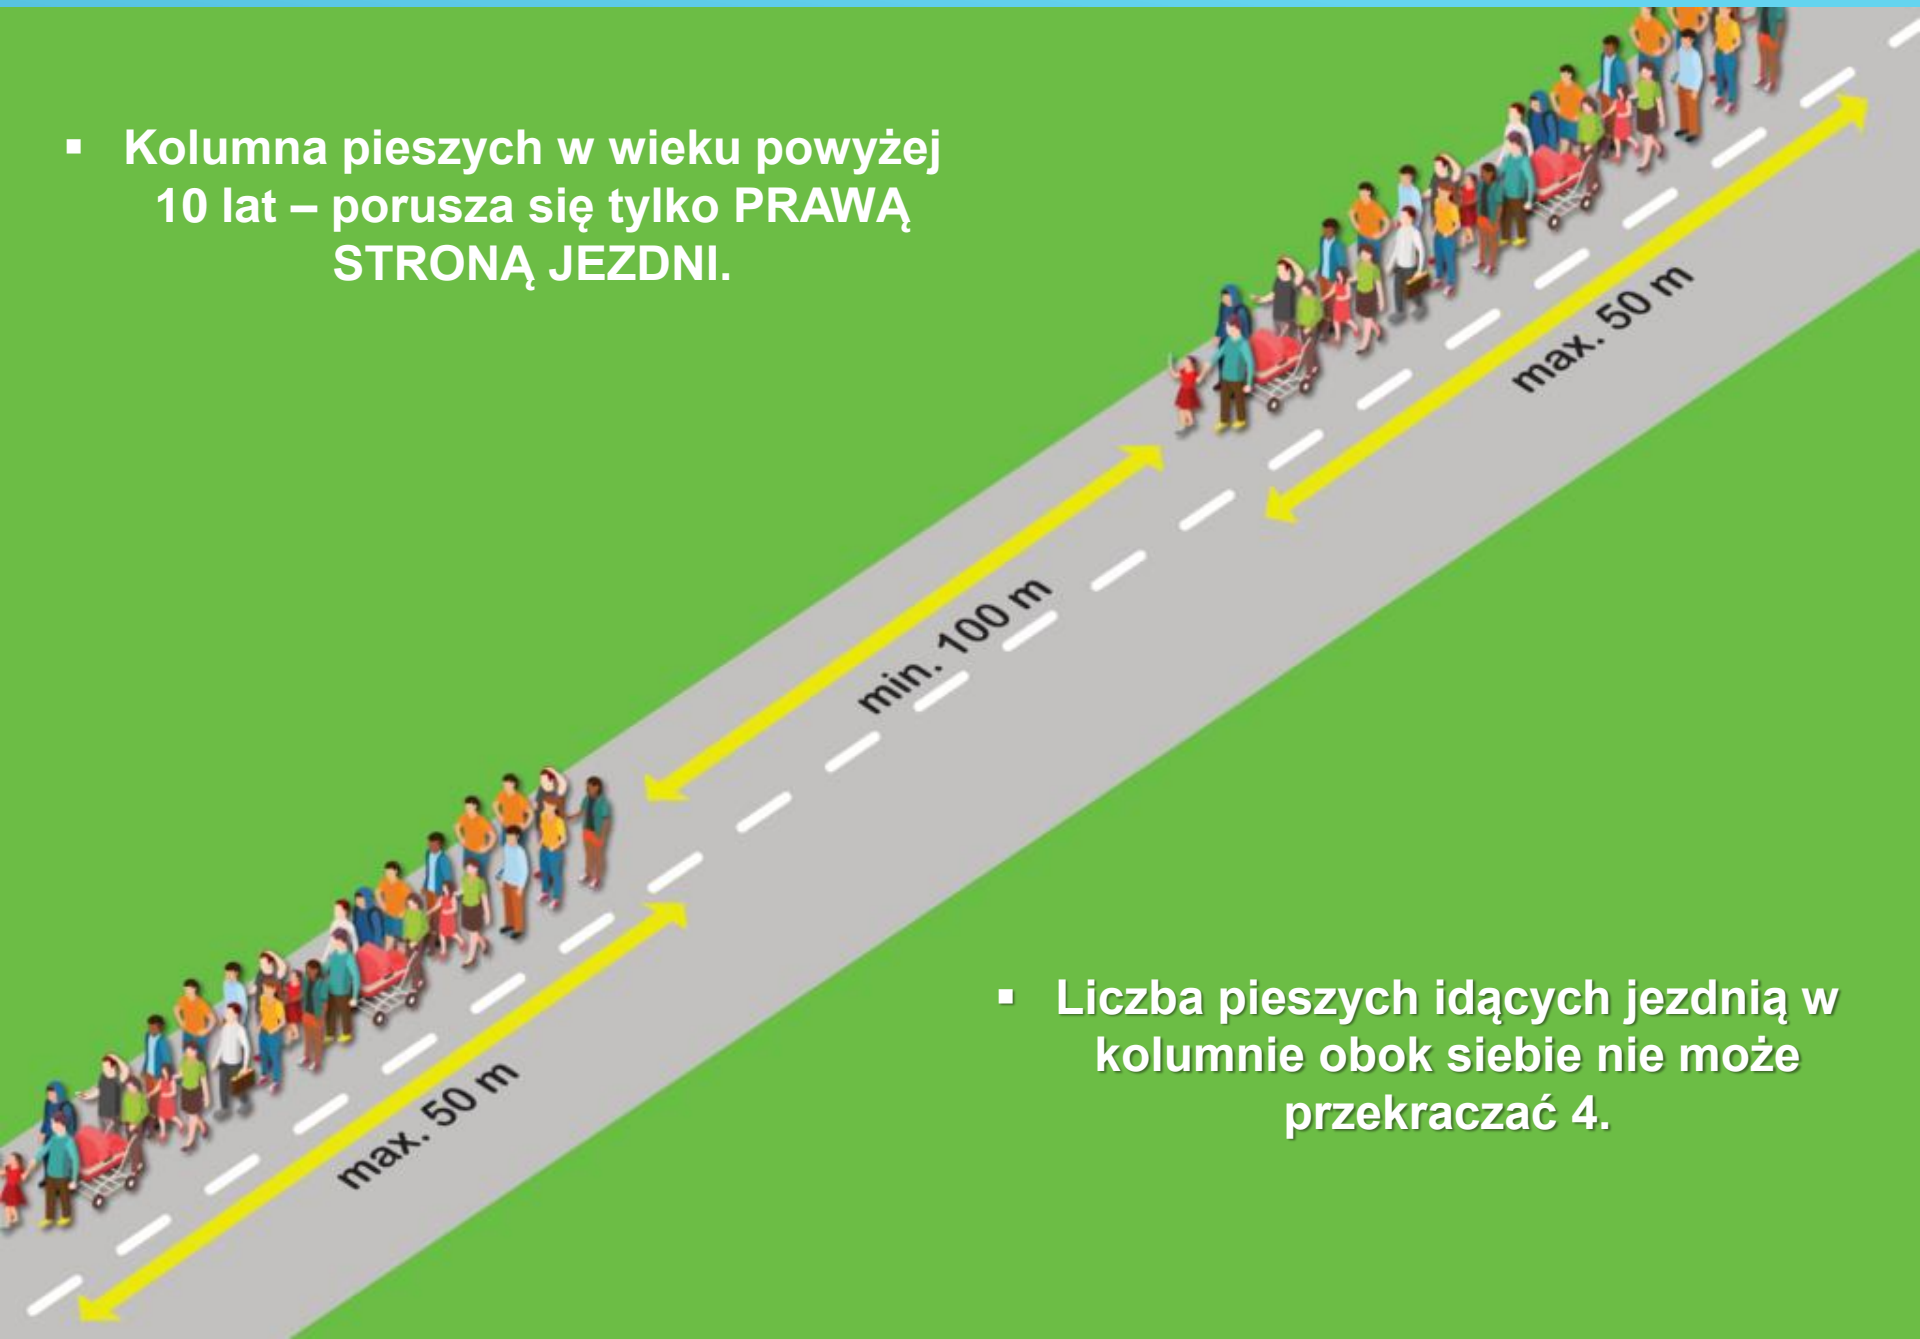 ▪ Kolumna pieszych w wieku powyżej
10 lat – porusza się tylko PRAWĄ
STRONĄ JEZDNI.
max. 50 m
min. 100 m
max. 50 m
▪ Liczba pieszych idących jezdnią w
kolumnie obok siebie nie może
przekraczać 4.